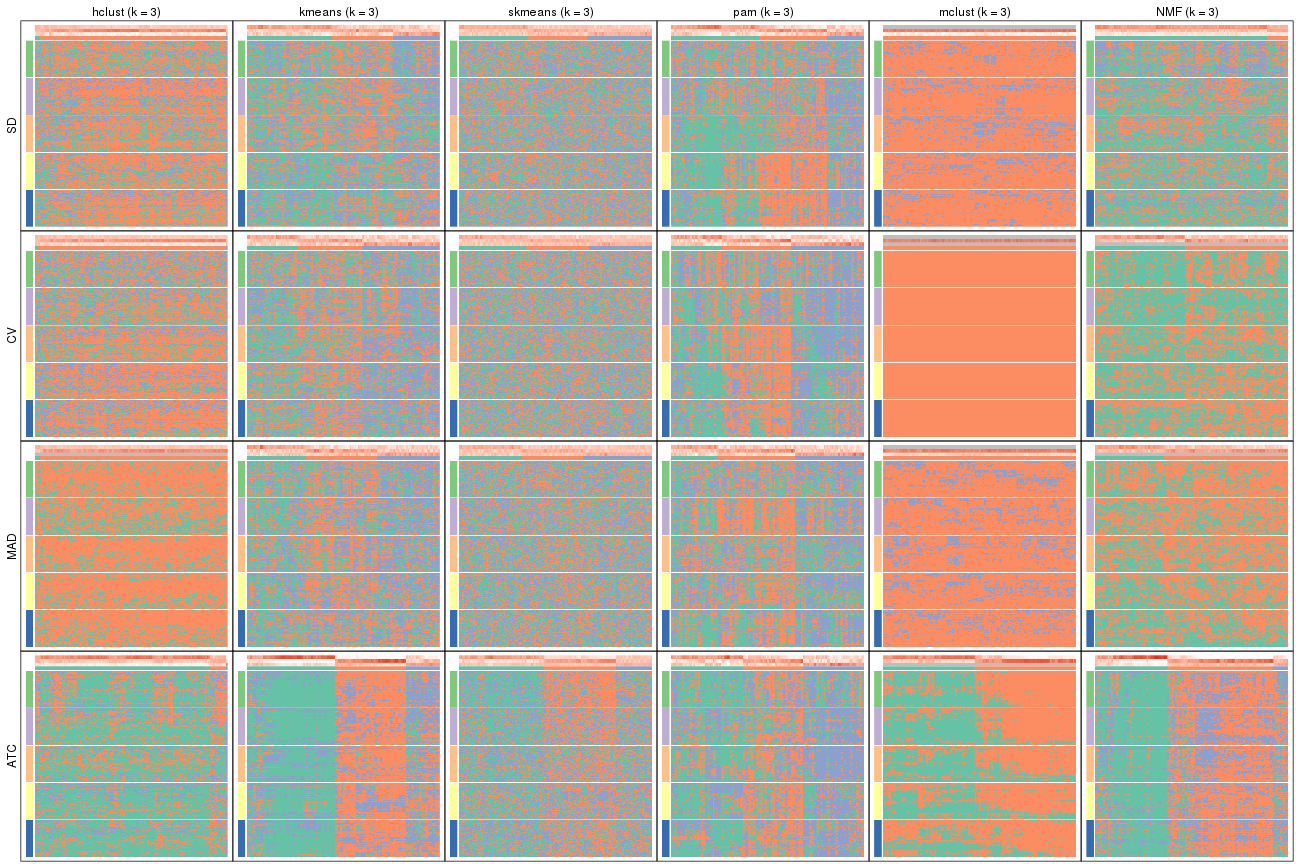 hclust (k = 3)
kmeans (k = 3)
skmeans (k = 3)
pam (k = 3)
mclust (k = 3)
NMF (k = 3)
SD
CV
MAD
ATC